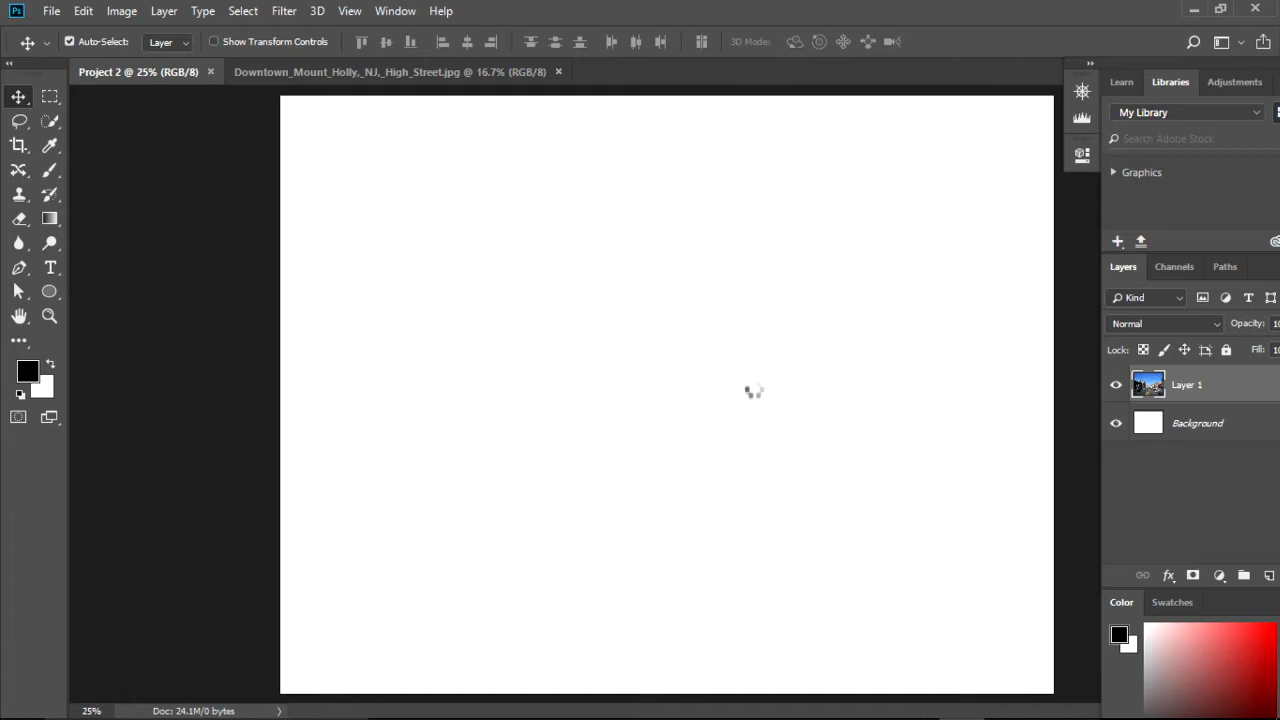 Ps File Edit Image Layer Type Select Filter 3D View Window Help
Auto-Select: Layer Show Transform Controls 3D Mode:
Project 2 @ 25% (RGB/8) × Downtown_Mount_Holly,_NJ,_High_Street.jpg @ 16.7% (RGB/8) ×
Learn Libraries Adjustments
My Library
Search Adobe Stock
Graphics
Layers Channels Paths
Kind
Normal Opacity:
Lock: Fill:
Layer 1
Background
fx
Color Swatches
25% Doc: 24.1M/0 bytes